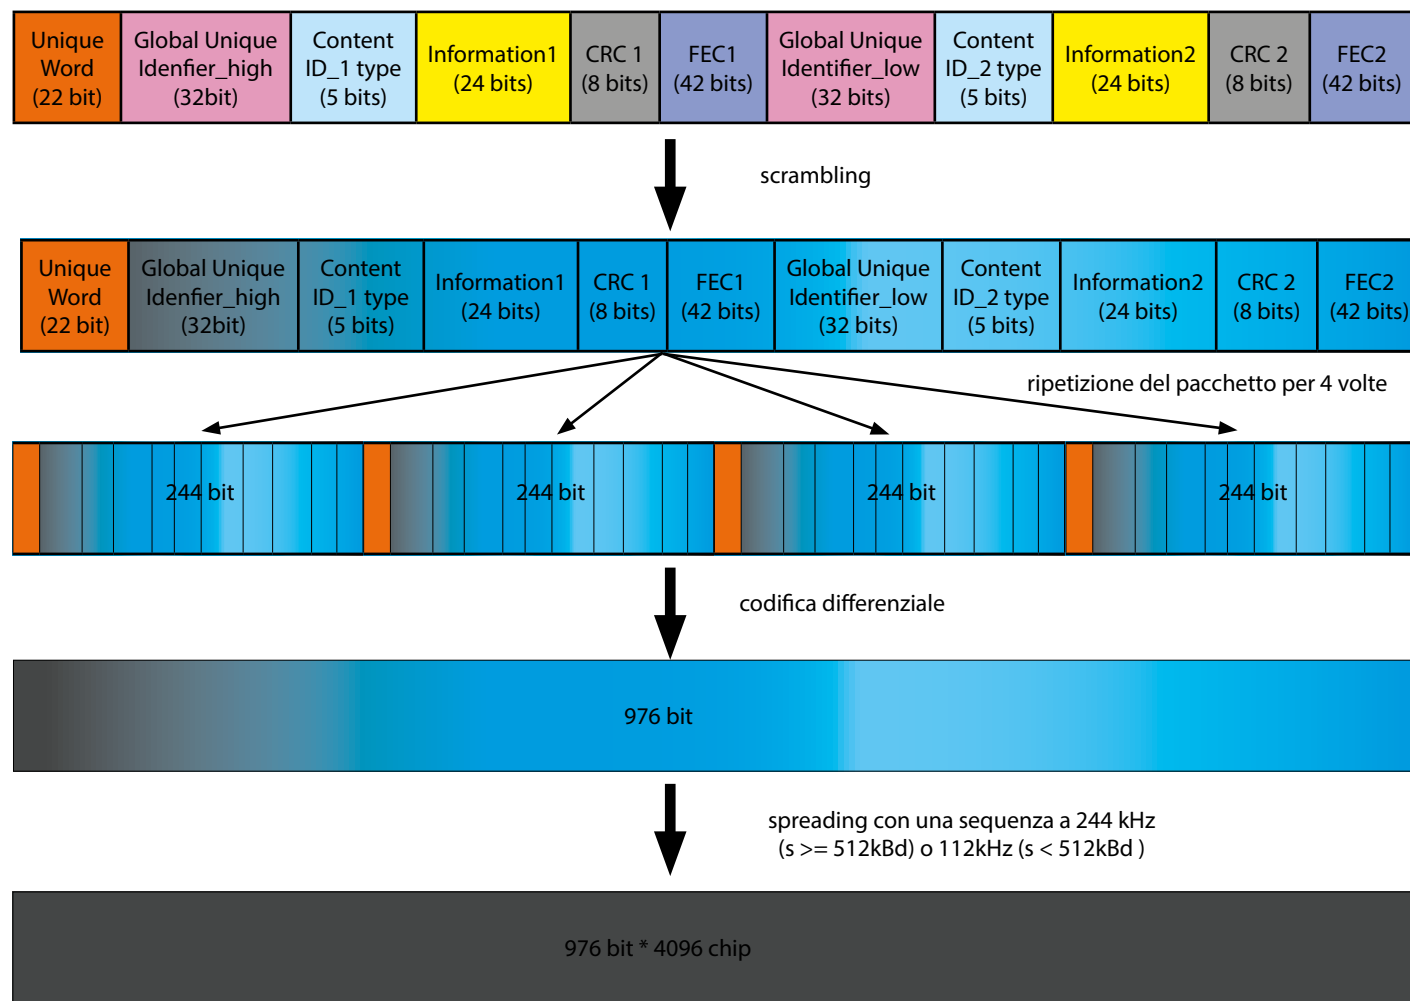 Unique
Word
(22 bit)
Global Unique
Idenfier_high
(32bit)
Content
ID_1 type
(5 bits)
Information1
(24 bits)
CRC 1
(8 bits)
FEC1
(42 bits)
Global Unique
Identifier_low
(32 bits)
Content
ID_2 type
(5 bits)
Information2
(24 bits)
CRC 2
(8 bits)
FEC2
(42 bits)
scrambling
Unique
Word
(22 bit)
Global Unique
Idenfier_high
(32bit)
Content
ID_1 type
(5 bits)
Information1
(24 bits)
CRC 1
(8 bits)
FEC1
(42 bits)
Global Unique
Identifier_low
(32 bits)
Content
ID_2 type
(5 bits)
Information2
(24 bits)
CRC 2
(8 bits)
FEC2
(42 bits)
ripetizione del pacchetto per 4 volte
244 bit
244 bit
244 bit
244 bit
codifica differenziale
976 bit
spreading con una sequenza a 244 kHz
(s >= 512kBd) o 112kHz (s < 512kBd )
976 bit * 4096 chip